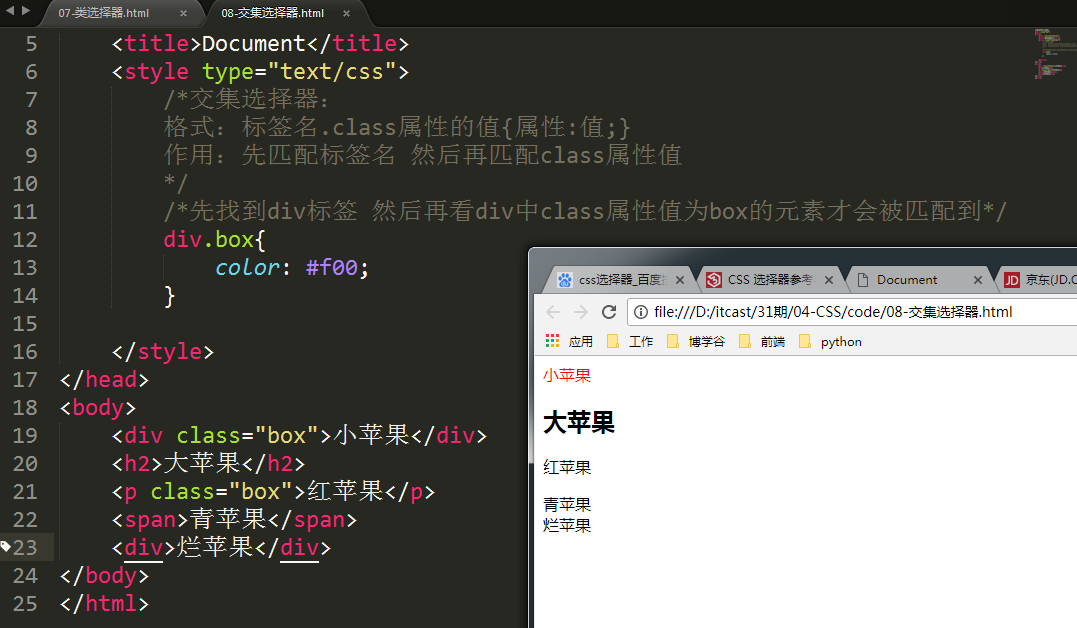 07-类选择器.html × 08-交集选择器.html ×
5 <title>Document</title>
6 <style type="text/css">
7 /*交集选择器：
8 格式：标签名.class属性的值{属性:值;}
9 作用：先匹配标签名 然后再匹配class属性值
10 */
11 /*先找到div标签 然后再看div中class属性值为box的元素才会被匹配到*/
12 div.box{
13 color: #f00;
14 }
15
16 </style>
17 </head>
18 <body>
19 <div class="box">小苹果</div>
20 <h2>大苹果</h2>
21 <p class="box">红苹果</p>
22 <span>青苹果</span>
23 <div>烂苹果</div>
24 </body>
25 </html>
css选择器_百度 × CSS 选择器参考 × Document × JD 京东(JD.C
file:///D:/itcast/31期/04-CSS/code/08-交集选择器.html
应用 工作 博学谷 前端 python
小苹果
大苹果
红苹果
青苹果
烂苹果